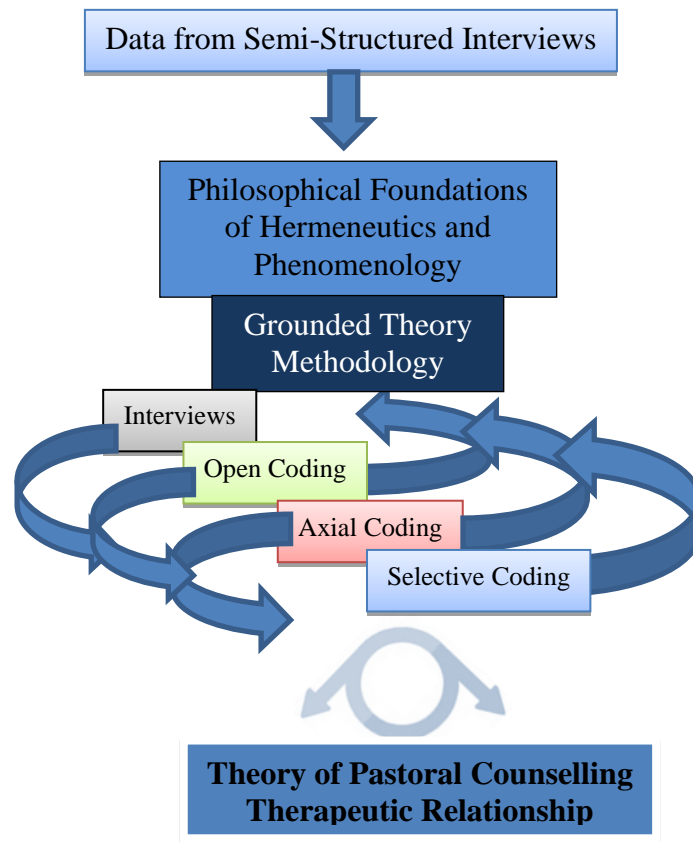 Data from Semi-Structured Interviews
Philosophical Foundations
of Hermeneutics and
Phenomenology
Grounded Theory
Methodology
Interviews
Open Coding
Axial Coding
Selective Coding
Theory of Pastoral Counselling
Therapeutic Relationship